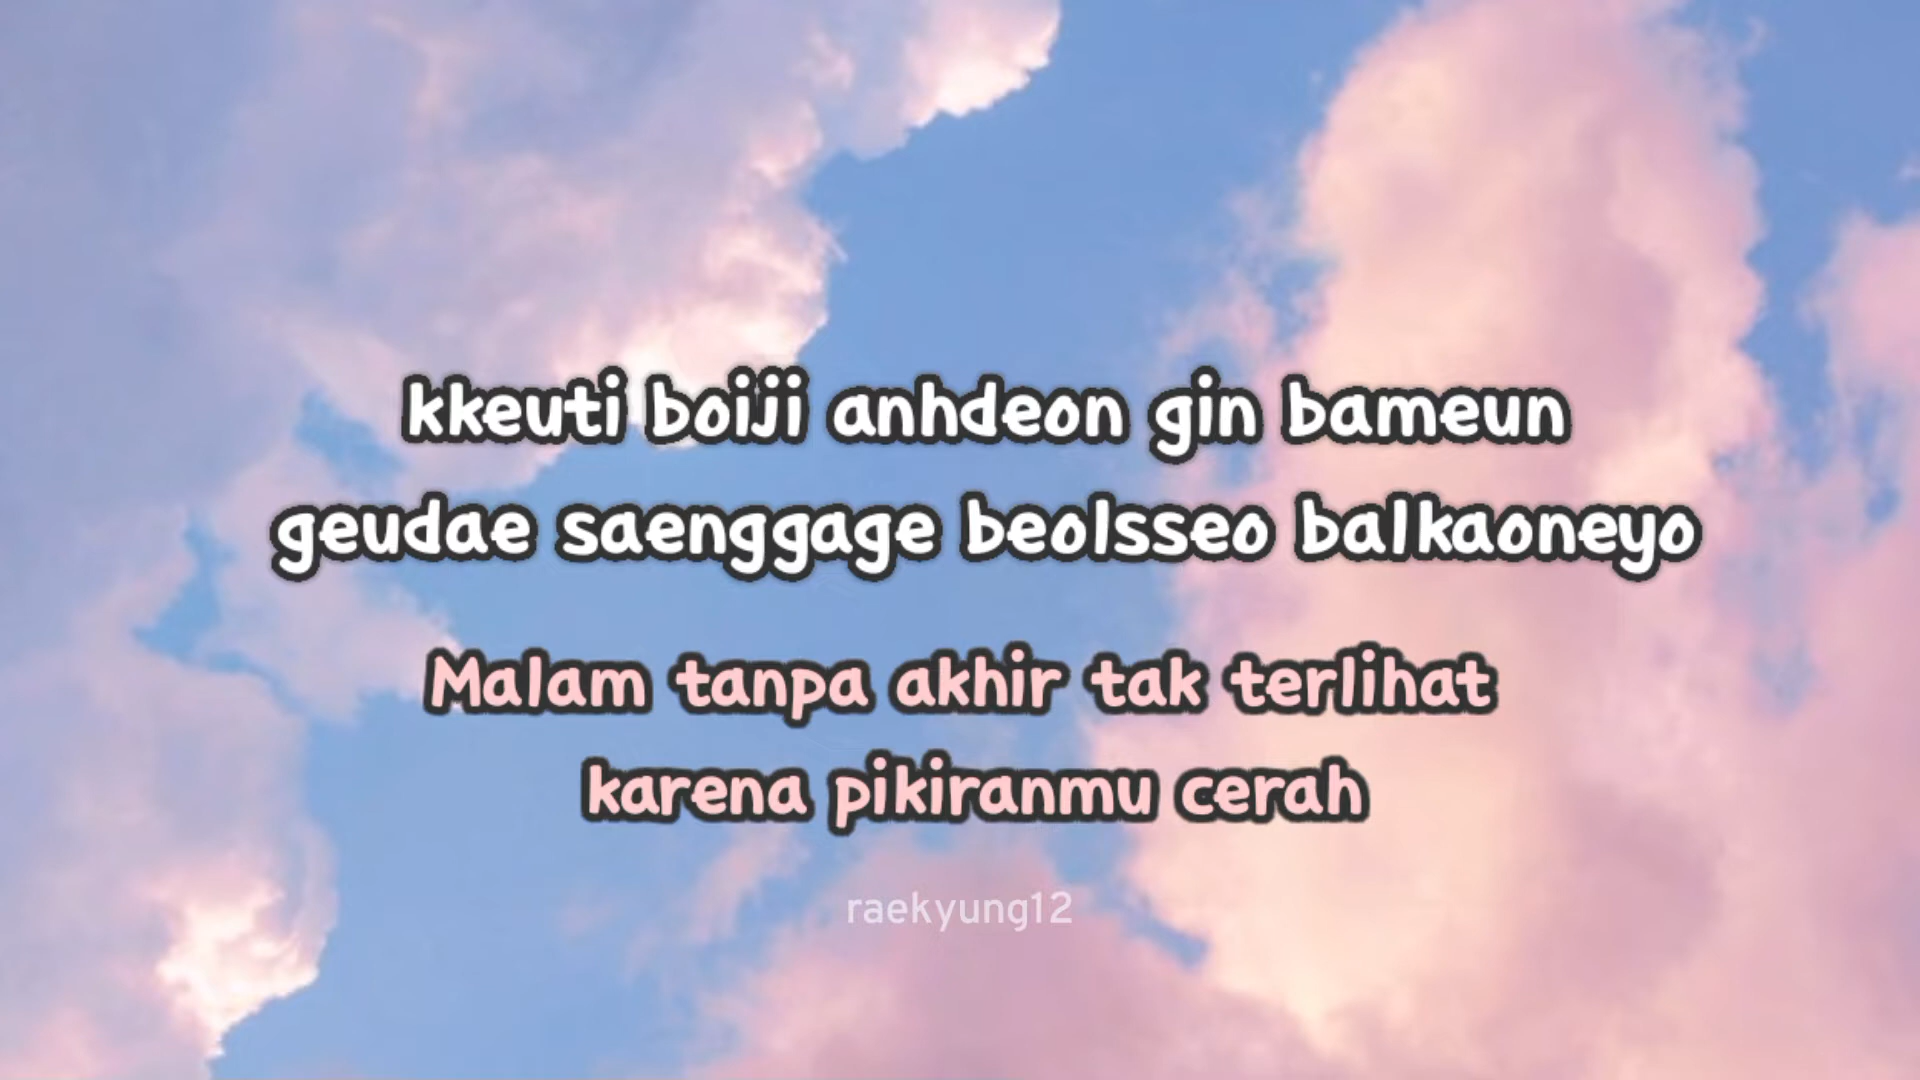 kkeuti boiji anhdeon gin bameun
geudae saenggage beolsseo balkaoneyo
Malam tanpa akhir tak terlihat
karena pikiranmu cerah
raekyung12